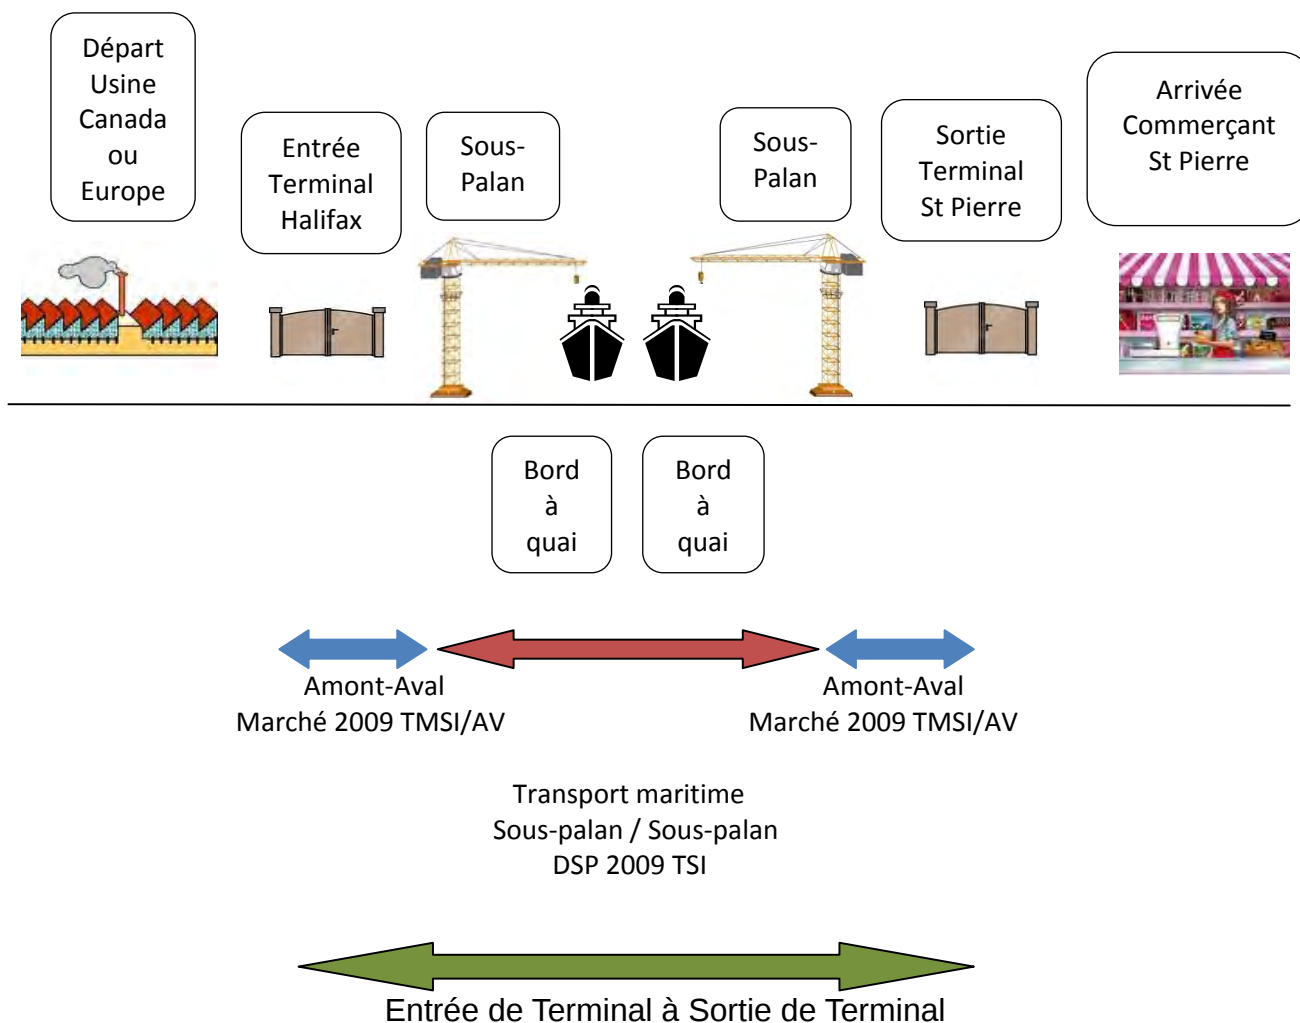 Départ
Usine
Canada
ou
Europe
Entrée
Terminal
Halifax
Sous-
Palan
Sous-
Palan
Sortie
Terminal
St Pierre
Arrivée
Commerçant
St Pierre
Bord
à
quai
Bord
à
quai
Amont-Aval
Marché 2009 TMSI/AV
Amont-Aval
Marché 2009 TMSI/AV
Transport maritime
Sous-palan / Sous-palan
DSP 2009 TSI
Entrée de Terminal à Sortie de Terminal